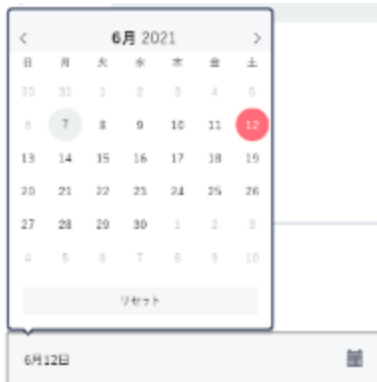 < 6月 2021 >
日 月 火 水 木 金 土
30 31 1 2 3 4 5
6 7 8 9 10 11 12
13 14 15 16 17 18 19
20 21 22 23 24 25 26
27 28 29 30 1 2 3
4 5 6 7 8 9 10
リセット
6月12日